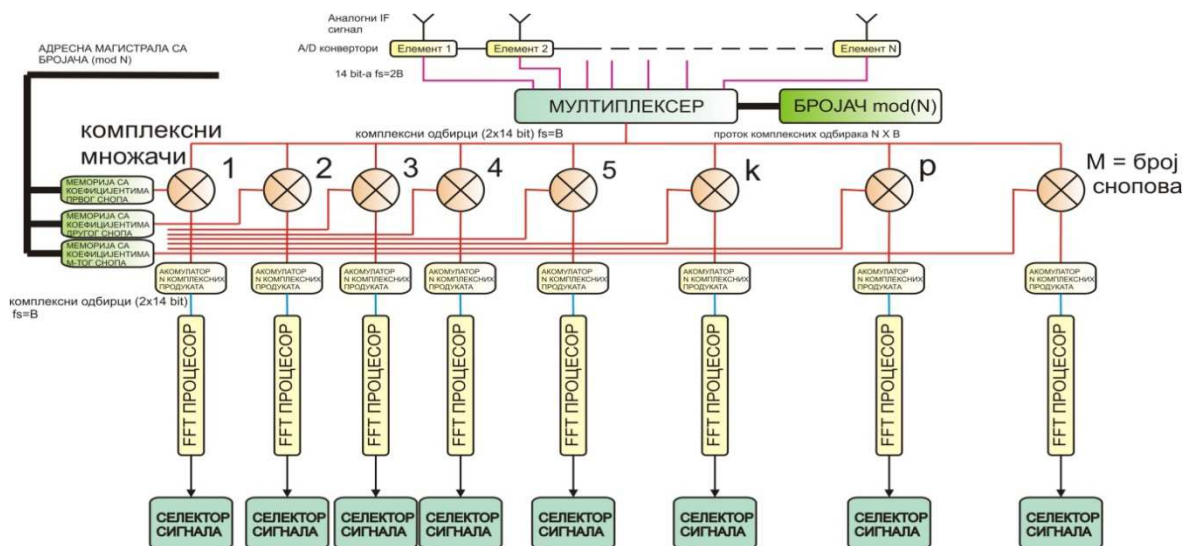 Аналогни IF
сигнал
АДРЕСНА МАГИСТРАЛА СА
БРОЈАЧА (mod N)
A/D конвертори
Елемент 1
Елемент 2
Елемент N
14 bit-a fs=2B
МУЛТИПЛЕКСЕР
БРОЈАЧ mod(N)
комплексни
множачи
комплексни одбирци (2x14 bit) fs=B
проток комплексних одбирака N X B
1
2
3
4
5
k
p
M = број
снопова
МЕМОРИЈА СА
КОЕФИЦИЈЕНТИМА
ПРВОГ СНОПА
МЕМОРИЈА СА
КОЕФИЦИЈЕНТИМА
ДРУГОГ СНОПА
МЕМОРИЈА СА
КОЕФИЦИЈЕНТИМА
М-ТОГ СНОПА
АКОМУЛАТОР
N КОМПЛЕКСНИХ
ПРОДУКАТА
АКОМУЛАТОР
N КОМПЛЕКСНИХ
ПРОДУКАТА
АКОМУЛАТОР
N КОМПЛЕКСНИХ
ПРОДУКАТА
АКОМУЛАТОР
N КОМПЛЕКСНИХ
ПРОДУКАТА
АКОМУЛАТОР
N КОМПЛЕКСНИХ
ПРОДУКАТА
АКОМУЛАТОР
N КОМПЛЕКСНИХ
ПРОДУКАТА
АКОМУЛАТОР
N КОМПЛЕКСНИХ
ПРОДУКАТА
АКОМУЛАТОР
N КОМПЛЕКСНИХ
ПРОДУКАТА
комплексни одбирци (2x14 bit)
fs=B
FFT ПРОЦЕСОР
FFT ПРОЦЕСОР
FFT ПРОЦЕСОР
FFT ПРОЦЕСОР
FFT ПРОЦЕСОР
FFT ПРОЦЕСОР
FFT ПРОЦЕСОР
FFT ПРОЦЕСОР
СЕЛЕКТОР
СИГНАЛА
СЕЛЕКТОР
СИГНАЛА
СЕЛЕКТОР
СИГНАЛА
СЕЛЕКТОР
СИГНАЛА
СЕЛЕКТОР
СИГНАЛА
СЕЛЕКТОР
СИГНАЛА
СЕЛЕКТОР
СИГНАЛА
СЕЛЕКТОР
СИГНАЛА